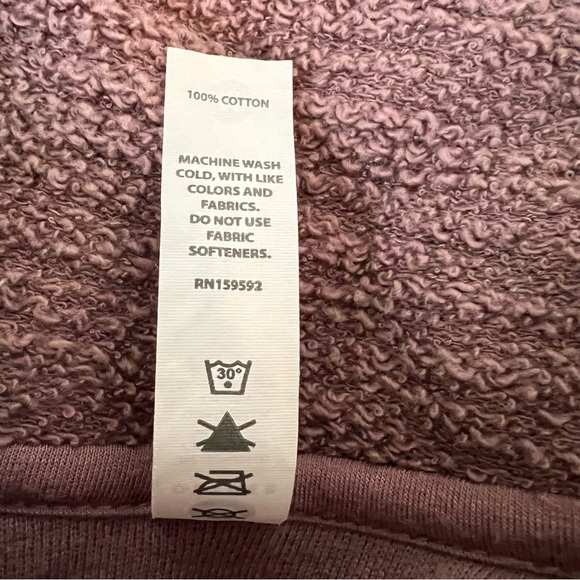 100% COTTON
MACHINE WASH
COLD, WITH LIKE
COLORS AND
FABRICS.
DO NOT USE
FABRIC
SOFTENERS.
RN159592
30°